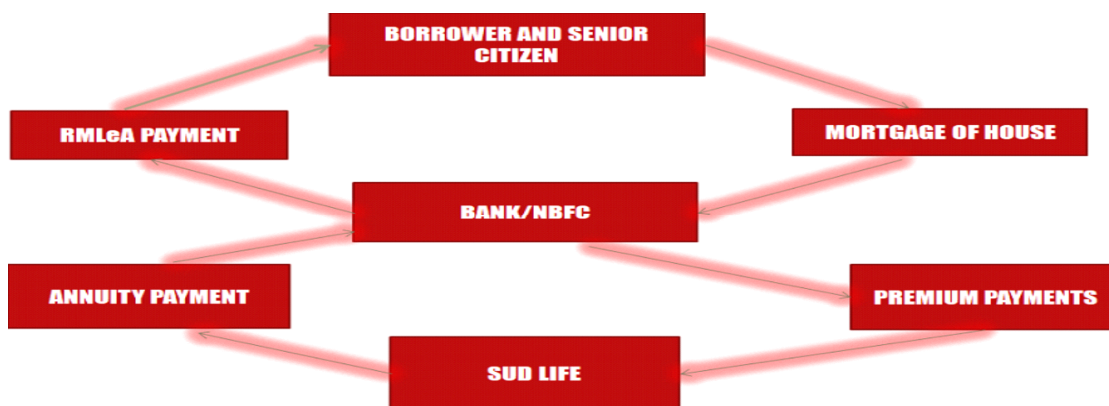 BORROWER AND SENIOR
CITIZEN
RMLeA PAYMENT
MORTGAGE OF HOUSE
BANK/NBFC
ANNUITY PAYMENT
PREMIUM PAYMENTS
SUD LIFE